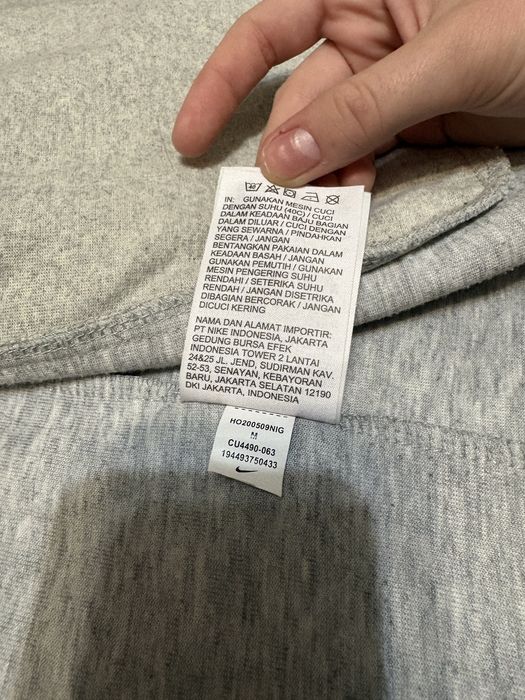 40
IN: GUNAKAN MESIN CUCI
DENGAN SUHU (40C) / CUCI
DALAM KEADAAN BAJU BAGIAN
DALAM DILUAR / CUCI DENGAN
YANG SEWARNA / PINDAHKAN
SEGERA / JANGAN
BENTANGKAN PAKAIAN DALAM
KEADAAN BASAH / JANGAN
GUNAKAN PEMUTIH / GUNAKAN
MESIN PENGERING SUHU
RENDAH / SETERIKA SUHU
RENDAH / JANGAN DISETRIKA
DIBAGIAN BERCORAK / JANGAN
DICUCI KERING
NAMA DAN ALAMAT IMPORTIR:
PT NIKE INDONESIA, JAKARTA
GEDUNG BURSA EFEK
INDONESIA TOWER 2 LANTAI
24&25 JL. JEND, SUDIRMAN KAV.
52-53, SENAYAN, KEBAYORAN
BARU, JAKARTA SELATAN 12190
DKI JAKARTA, INDONESIA
HO200509NIG
M
CU4490-063
194493750433